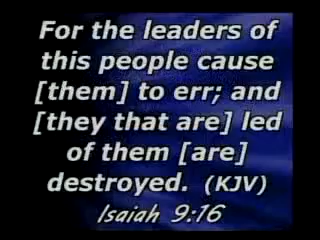 For the leaders of
this people cause
[them] to err; and
[they that are] led
of them [are]
destroyed. (KJV)
Isaiah 9:16